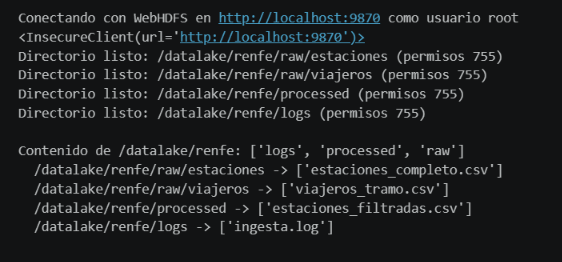 Conectando con WebHDFS en http://localhost:9870 como usuario root
<InsecureClient(url='http://localhost:9870')>
Directorio listo: /datalake/renfe/raw/estaciones (permisos 755)
Directorio listo: /datalake/renfe/raw/viajeros (permisos 755)
Directorio listo: /datalake/renfe/processed (permisos 755)
Directorio listo: /datalake/renfe/logs (permisos 755)

Contenido de /datalake/renfe: ['logs', 'processed', 'raw']
  /datalake/renfe/raw/estaciones -> ['estaciones_completo.csv']
  /datalake/renfe/raw/viajeros -> ['viajeros_tramo.csv']
  /datalake/renfe/processed -> ['estaciones_filtradas.csv']
  /datalake/renfe/logs -> ['ingesta.log']